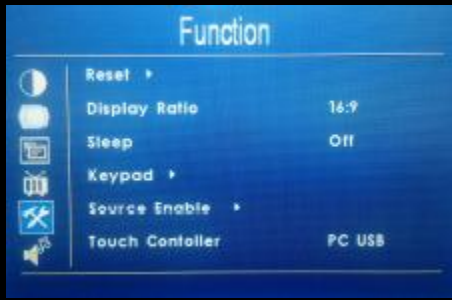 Function
Reset
Display Ratio 16:9
Sleep Off
Keypad
Source Enable
Touch Contoller PC USB